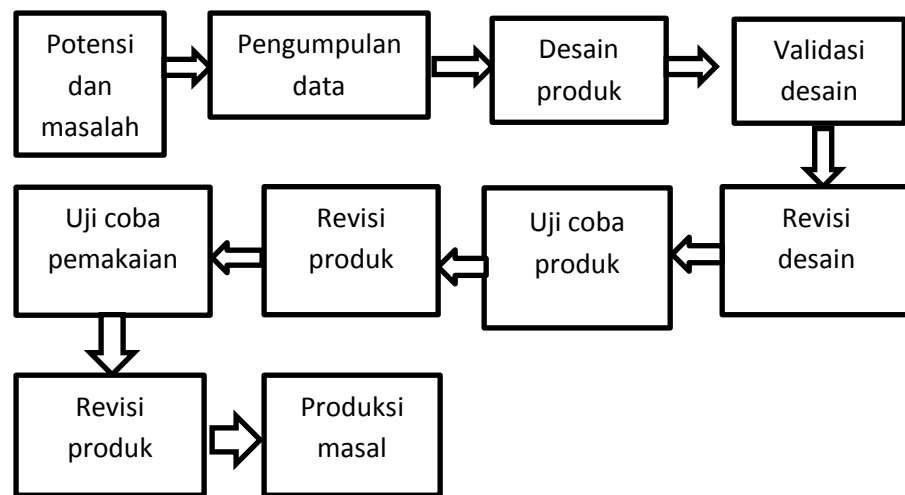 Potensi
dan
masalah
Pengumpulan
data
Desain
produk
Validasi
desain
Revisi
desain
Uji coba
produk
Revisi
produk
Uji coba
pemakaian
Revisi
produk
Produksi
masal